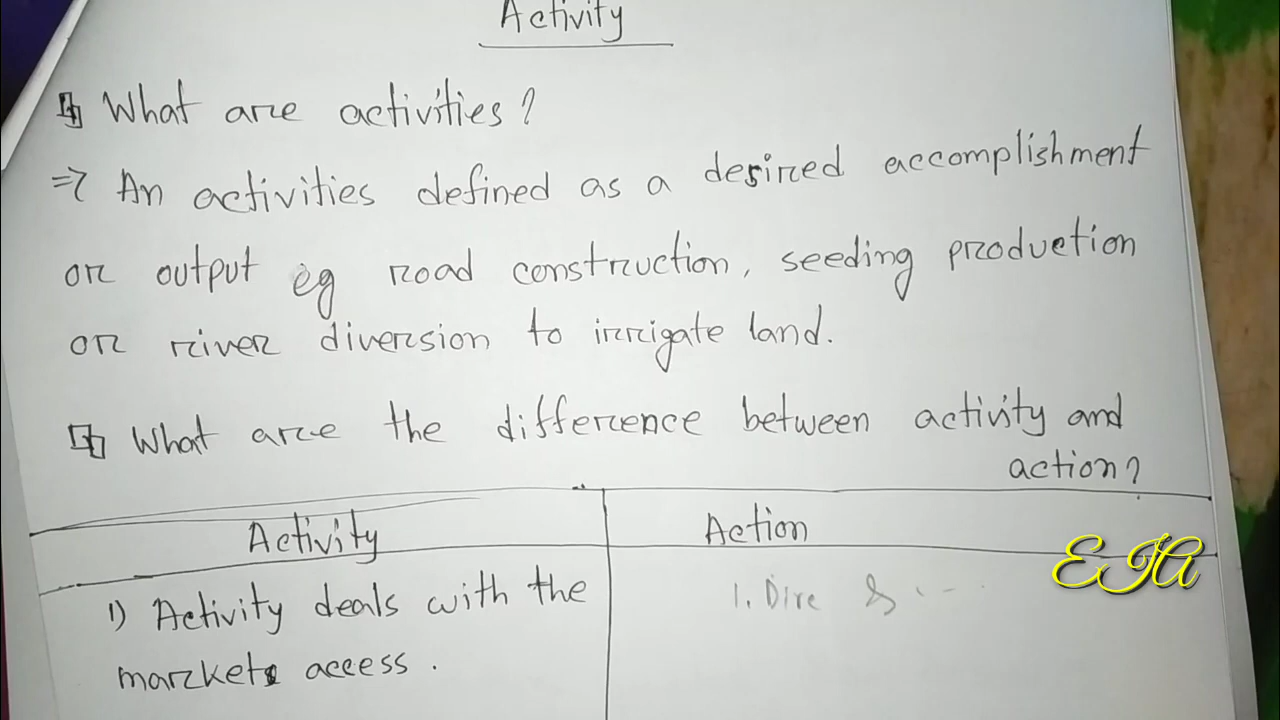 Activity
What are activities?
⇒ An activities defined as a desired accomplishment
or output eg road construction, seeding production
or river diversion to irrigate land.
What are the difference between activity and
action?
Activity
Action
EIA
1) Activity deals with the
markets access.
1. Dire